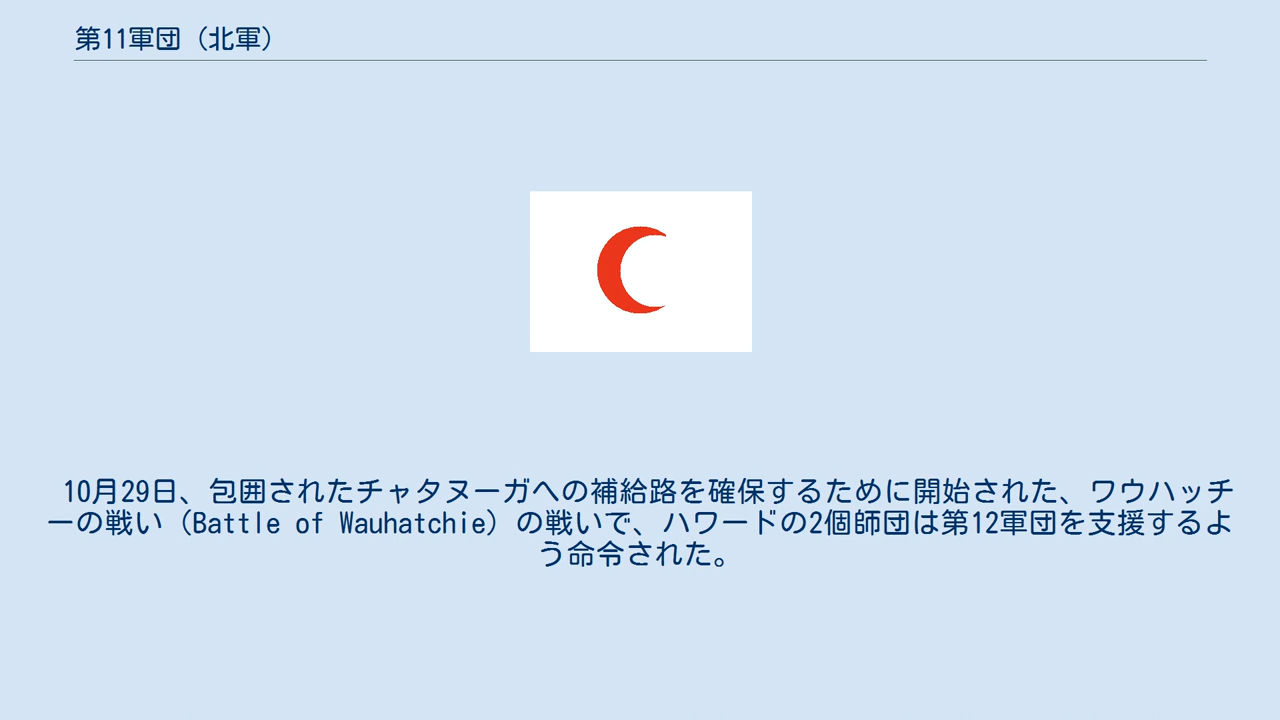 第11軍団（北軍）
10月29日、包囲されたチャタヌーガへの補給路を確保するために開始された、ワウハッチ
ーの戦い（Battle of Wauhatchie）の戦いで、ハワードの2個師団は第12軍団を支援するよ
う命令された。